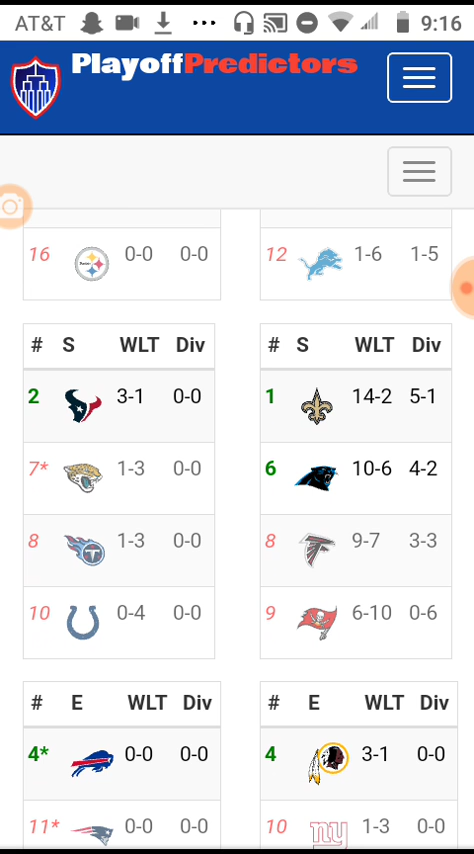 AT&T 9:16
PlayoffPredictors
16 0-0 0-0
12 1-6 1-5
# S WLT Div
2 3-1 0-0
7* 1-3 0-0
8 1-3 0-0
10 0-4 0-0
# S WLT Div
1 14-2 5-1
6 10-6 4-2
8 9-7 3-3
9 6-10 0-6
# E WLT Div
4* 0-0 0-0
11* 0-0 0-0
# E WLT Div
4 3-1 0-0
10 ny 1-3 0-0